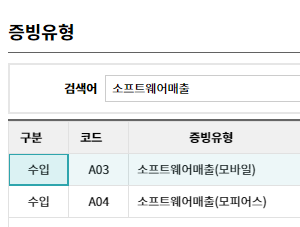 증빙유형
검색어 소프트웨어매출
구분 코드 증빙유형
수입 A03 소프트웨어매출(모바일)
수입 A04 소프트웨어매출(모피어스)